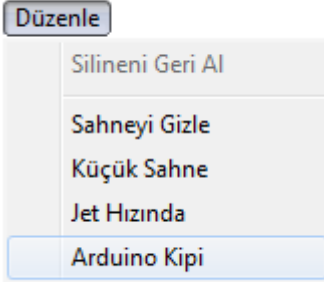 Düzenle
Silineni Geri Al
Sahneyi Gizle
Küçük Sahne
Jet Hızında
Arduino Kipi